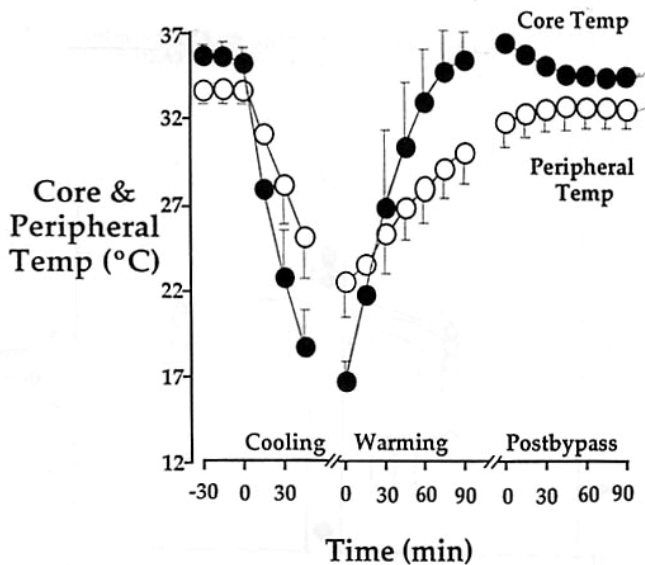 Core Temp
Peripheral
Temp
Core &
Peripheral
Temp (°C)
37
32
27
22
17
12
Cooling
Warming
Postbypass
-30 0 30
0 30 60 90
0 30 60 90
Time (min)